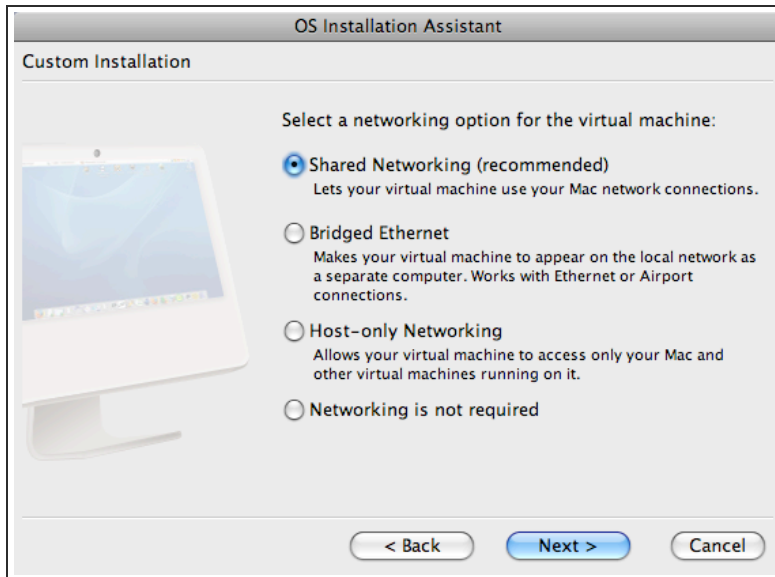 OS Installation Assistant
Custom Installation
Select a networking option for the virtual machine:
Shared Networking (recommended)
Lets your virtual machine use your Mac network connections.
Bridged Ethernet
Makes your virtual machine to appear on the local network as
a separate computer. Works with Ethernet or Airport
connections.
Host-only Networking
Allows your virtual machine to access only your Mac and
other virtual machines running on it.
Networking is not required
< Back
Next >
Cancel